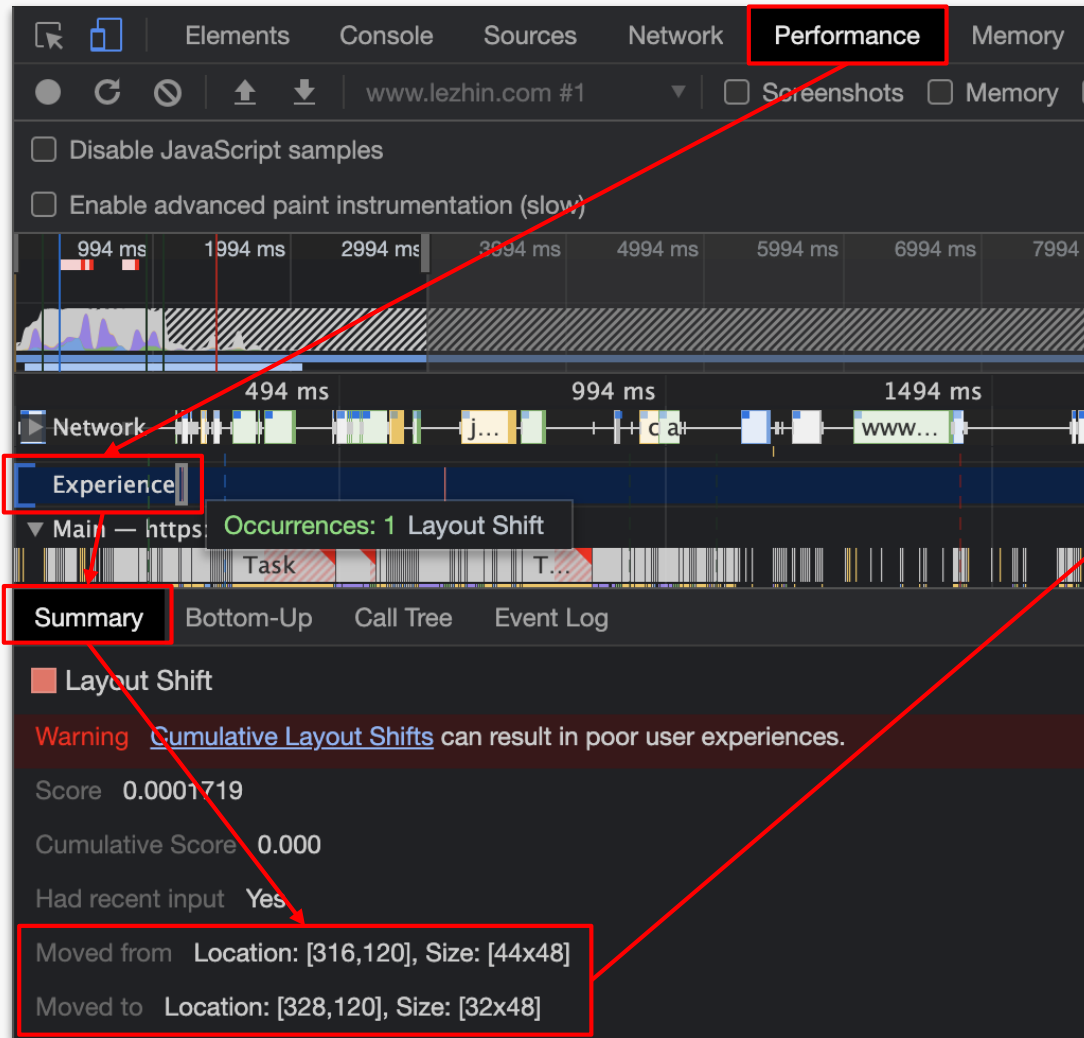 Elements Console Sources Network Performance Memory
www.lezhin.com #1 Screenshots Memory
Disable JavaScript samples
Enable advanced paint instrumentation (slow)
994 ms 1994 ms 2994 ms 3994 ms 4994 ms 5994 ms 6994 ms 7994
494 ms 994 ms 1494 ms
Network j... c a www...
Experience
Occurrences: 1 Layout Shift
Main — https:
Task T...
Summary Bottom-Up Call Tree Event Log
Layout Shift
Warning Cumulative Layout Shifts can result in poor user experiences.
Score 0.0001719
Cumulative Score 0.000
Had recent input Yes
Moved from Location: [316,120], Size: [44x48]
Moved to Location: [328,120], Size: [32x48]